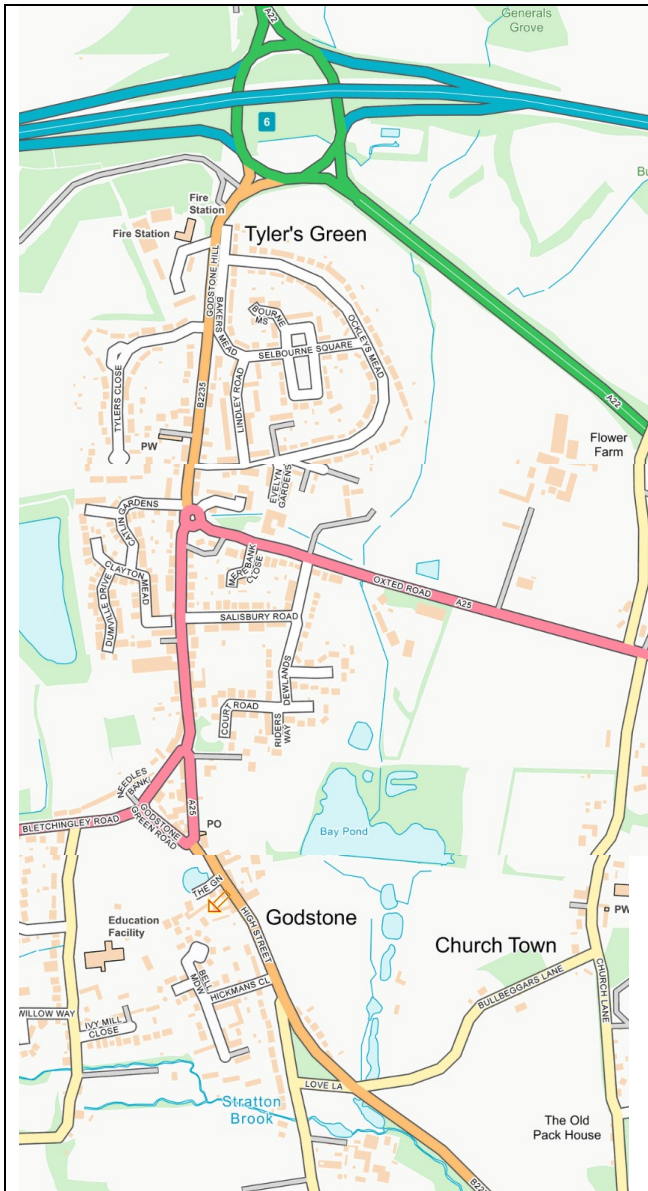 A22
Generals
Grove
6
Bu
Fire
Station
Fire Station
Tyler's Green
GODSTONE HILL
BAKERS MEAD
BOURNE
MS
OCKLEYS MEAD
SELBOURNE SQUARE
LINDLEY ROAD
TYLERS CLOSE
B2235
A22
Flower
Farm
PW
EVELYN
GARDENS
CATLIN GARDENS
CLAYTON
MEAD
DUMVILLE DRIVE
MEREBANK
CLOSE
OXTED ROAD
A25
SALISBURY ROAD
DEWLANDS
COURT ROAD
RIDERS
WAY
NEEDLES
BANK
A25
GODSTONE
GREEN ROAD
BLETCHINGLEY ROAD
PO
Bay Pond
THE GN
Godstone
HIGH STREET
Education
Facility
Church Town
PW
BELL
MDW
HICKMANS CL
BULLBEGGARS LANE
CHURCH LANE
WILLOW WAY
IVY MILL
CLOSE
LOVE LA
Stratton
Brook
The Old
Pack House
B22